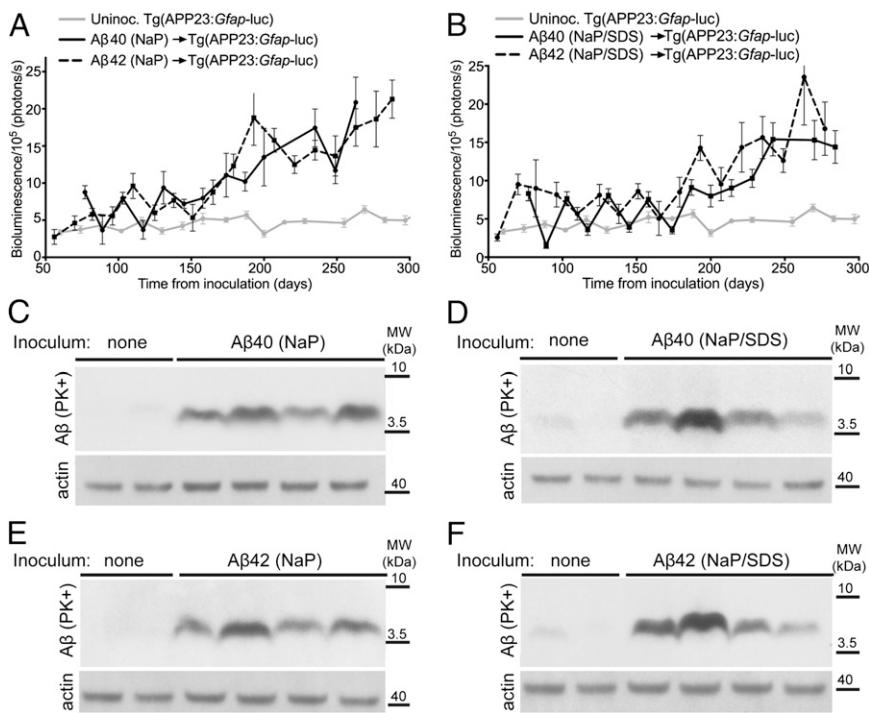 A
Uninoc. Tg(APP23:Gfap-luc)
Aβ40 (NaP) → Tg(APP23:Gfap-luc)
Aβ42 (NaP) → Tg(APP23:Gfap-luc)
Bioluminescence/10⁵ (photons/s)
25
20
15
10
5
0
50
100
150
200
250
300
Time from inoculation (days)
B
Uninoc. Tg(APP23:Gfap-luc)
Aβ40 (NaP/SDS) → Tg(APP23:Gfap-luc)
Aβ42 (NaP/SDS) → Tg(APP23:Gfap-luc)
Bioluminescence/10⁵ (photons/s)
25
20
15
10
5
0
50
100
150
200
250
300
Time from inoculation (days)
C
Inoculum: none Aβ40 (NaP)
MW
(kDa)
Aβ (PK+)
10
3.5
actin
40
D
Inoculum: none Aβ40 (NaP/SDS)
MW
(kDa)
Aβ (PK+)
10
3.5
actin
40
E
Inoculum: none Aβ42 (NaP)
MW
(kDa)
Aβ (PK+)
10
3.5
actin
40
F
Inoculum: none Aβ42 (NaP/SDS)
MW
(kDa)
Aβ (PK+)
10
3.5
actin
40